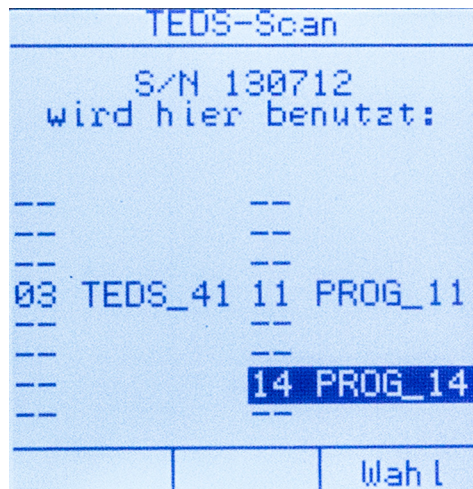 TEDS-Scan
S/N 130712
wird hier benutzt:
-- --
-- --
-- --
03 TEDS_41 11 PROG_11
-- --
-- --
-- 14 PROG_14
-- --
Wahl